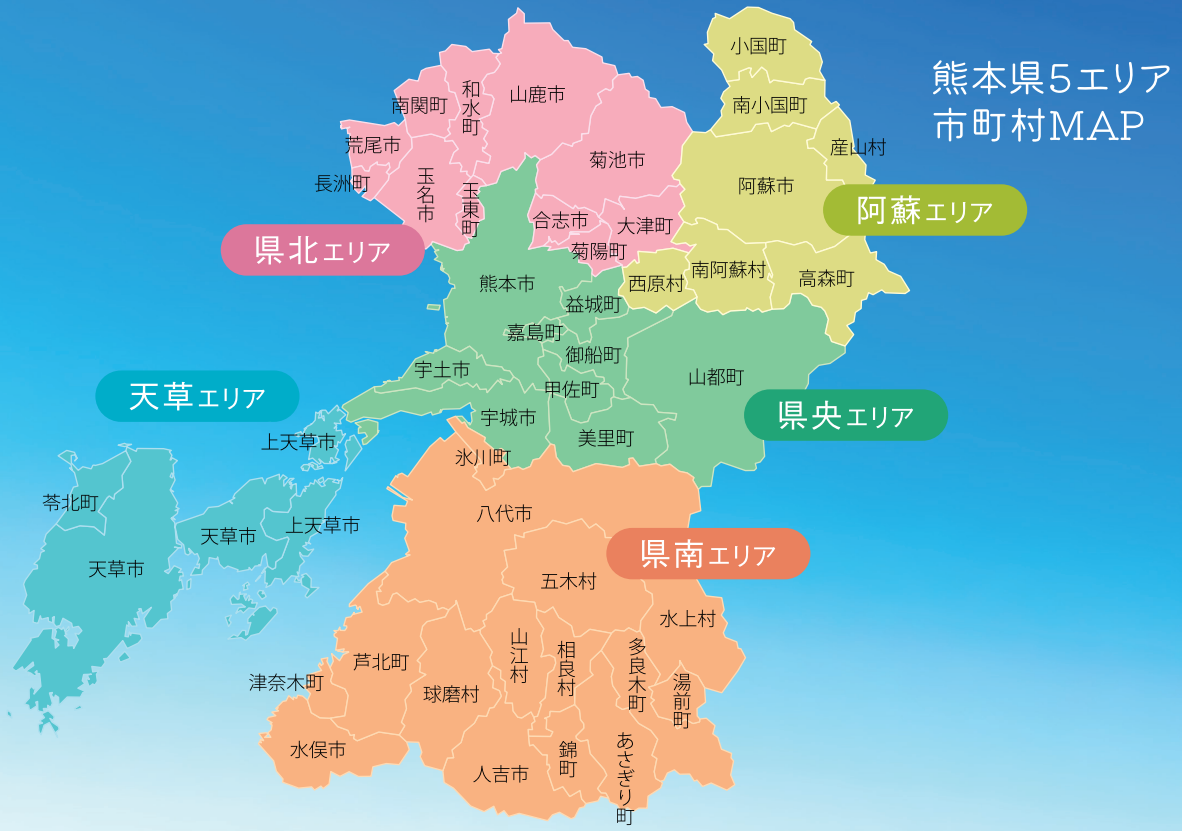 熊本県5エリア
市町村MAP
小国町
南小国町
産山村
阿蘇市
阿蘇エリア
西原村
南阿蘇村
高森町
南関町
和水町
山鹿市
荒尾市
長洲町
玉名市
玉東町
菊池市
合志市
大津町
菊陽町
県北エリア
熊本市
益城町
嘉島町
御船町
宇土市
甲佐町
山都町
宇城市
美里町
県央エリア
天草エリア
上天草市
苓北町
天草市
上天草市
天草市
氷川町
八代市
県南エリア
五木村
水上村
山江村
相良村
多良木町
湯前町
芦北町
津奈木町
球磨村
水俣市
人吉市
錦町
あさぎり町